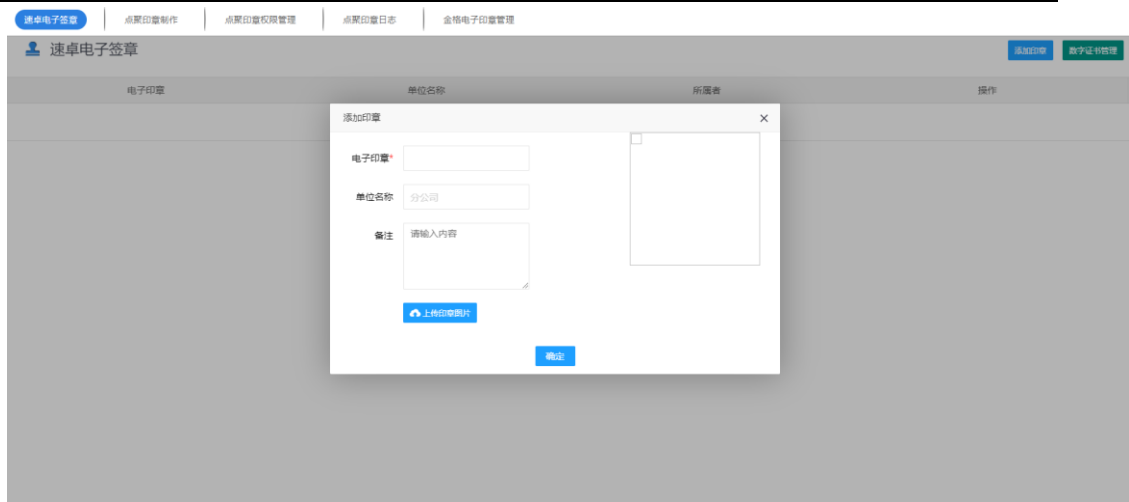 速卓电子签章 点聚印章制作 点聚印章权限管理 点聚印章日志 金格电子印章管理
速卓电子签章 添加印章 数字证书管理
电子印章 单位名称 所属者 操作
添加印章
电子印章*
单位名称 分公司
备注 请输入内容
上传印章图片
确定